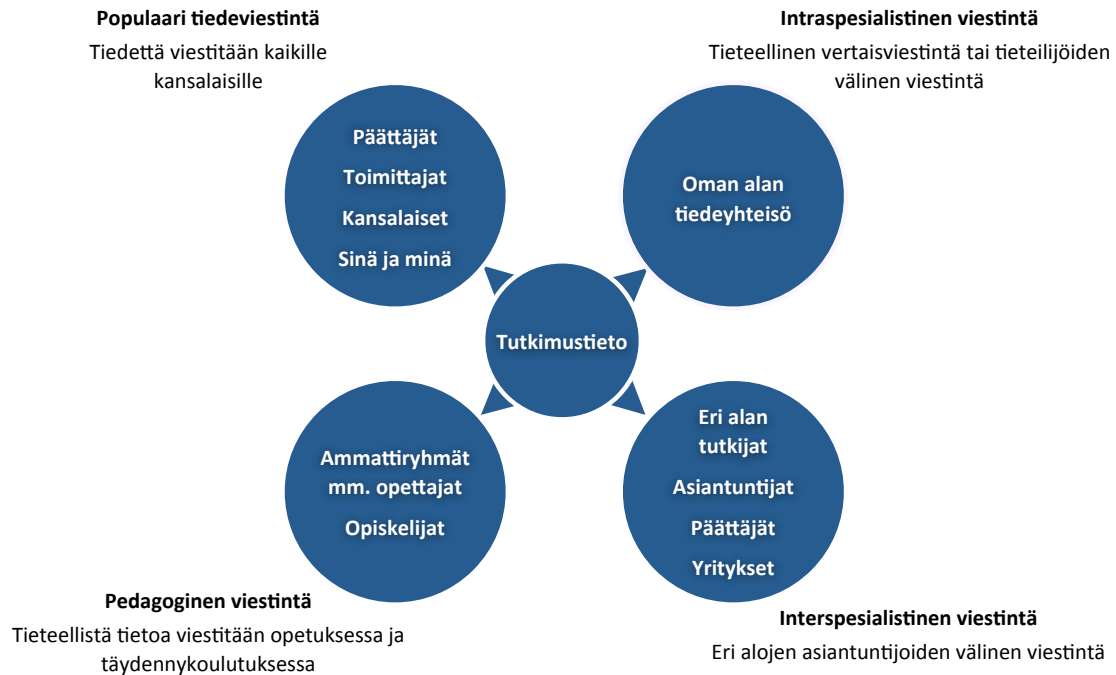 Populaari tiedeviestintä
Tiedettä viestitään kaikille
kansalaisille
Intraspesialistinen viestintä
Tieteellinen vertaisviestintä tai tieteilijöiden
välinen viestintä
Päättäjät
Toimittajat
Kansalaiset
Sinä ja minä
Oman alan
tiedeyhteisö
Tutkimustieto
Ammattiryhmät
mm. opettajat
Opiskelijat
Eri alan
tutkijat
Asiantuntijat
Päättäjät
Yritykset
Pedagoginen viestintä
Tieteellistä tietoa viestitään opetuksessa ja
täydennykoulutuksessa
Interspesialistinen viestintä
Eri alojen asiantuntijoiden välinen viestintä